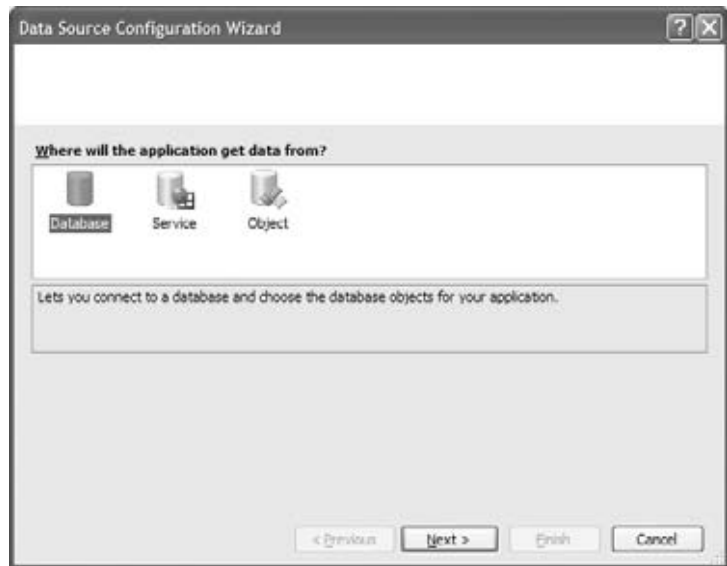 Data Source Configuration Wizard
Where will the application get data from?
Database Service Object
Lets you connect to a database and choose the database objects for your application.
< Previous Next > Finish Cancel